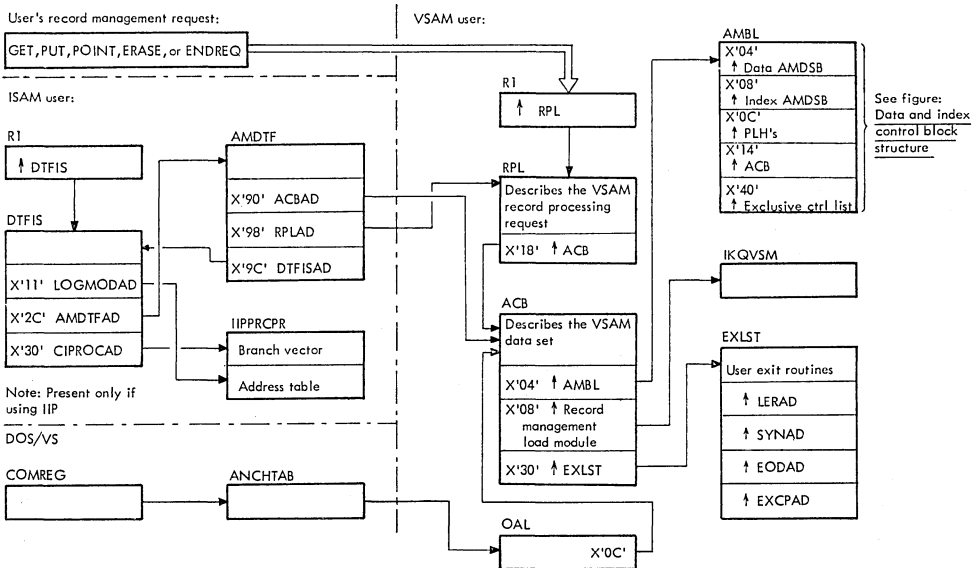 User's record management request:
GET, PUT, POINT, ERASE, or ENDREQ
ISAM user:
R1
↑ DTFIS
DTFIS
X'11' LOGMODAD
X'2C' AMDTFAD
X'30' CIPROCAD
Note: Present only if
using IIP
AMDTF
X'90' ACBAD
X'98' RPLAD
X'9C' DTFISAD
IIPPRCPR
Branch vector
Address table
DOS/VS
COMREG
ANCHTAB
VSAM user:
R1
↑ RPL
RPL
Describes the VSAM
record processing
request
X'18' ↑ ACB
ACB
Describes the VSAM
data set
X'04' ↑ AMBL
X'08' ↑ Record
management
load module
X'30' ↑ EXLST
OAL
X'0C'
AMBL
X'04'
↑ Data AMDSB
X'08'
↑ Index AMDSB
X'0C'
↑ PLH's
X'14'
↑ ACB
X'40'
↑ Exclusive ctrl list
See figure:
Data and index
control block
structure
IKQVSM
EXLST
User exit routines
↑ LERAD
↑ SYNAD
↑ EODAD
↑ EXCPAD